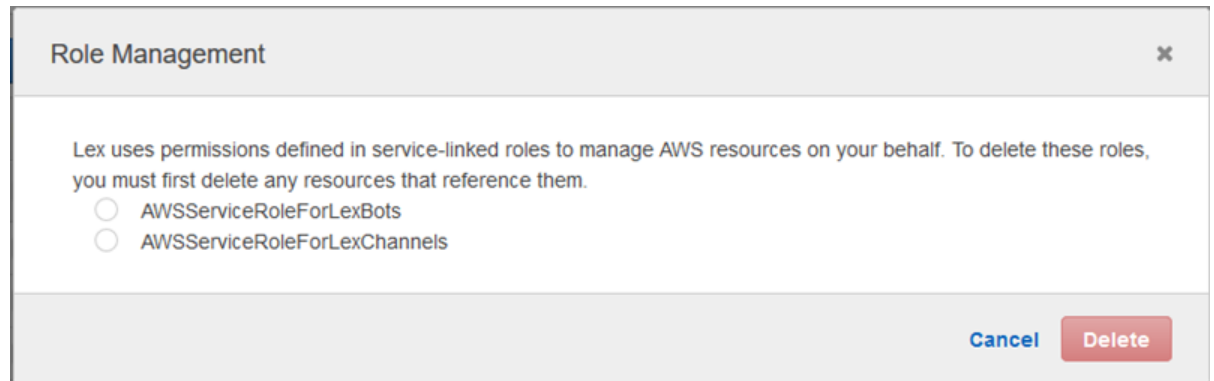 Role Management
Lex uses permissions defined in service-linked roles to manage AWS resources on your behalf. To delete these roles,
you must first delete any resources that reference them.
AWSServiceRoleForLexBots
AWSServiceRoleForLexChannels
Cancel
Delete